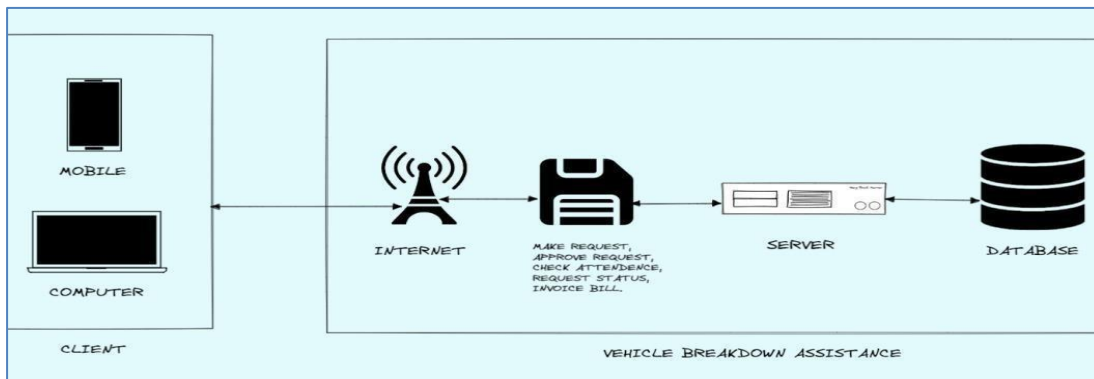 MOBILE
COMPUTER
CLIENT
INTERNET
MAKE REQUEST,
APPROVE REQUEST,
CHECK ATTENDENCE,
REQUEST STATUS,
INVOICE BILL.
SERVER
DATABASE
VEHICLE BREAKDOWN ASSISTANCE